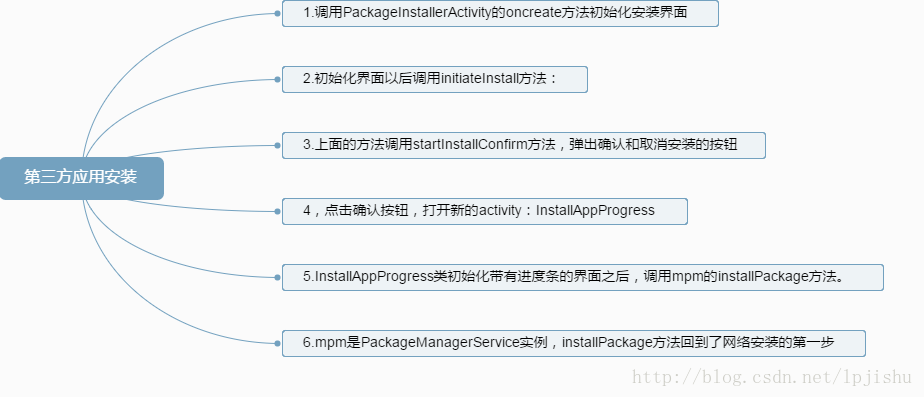 1.调用PackageInstallerActivity的oncreate方法初始化安装界面
2.初始化界面以后调用initiateInstall方法：
3.上面的方法调用startInstallConfirm方法，弹出确认和取消安装的按钮
第三方应用安装
4，点击确认按钮，打开新的activity：InstallAppProgress
5.InstallAppProgress类初始化带有进度条的界面之后，调用mpm的installPackage方法。
6.mpm是PackageManagerService实例，installPackage方法回到了网络安装的第一步
http://blog.csdn.net/lpjishu